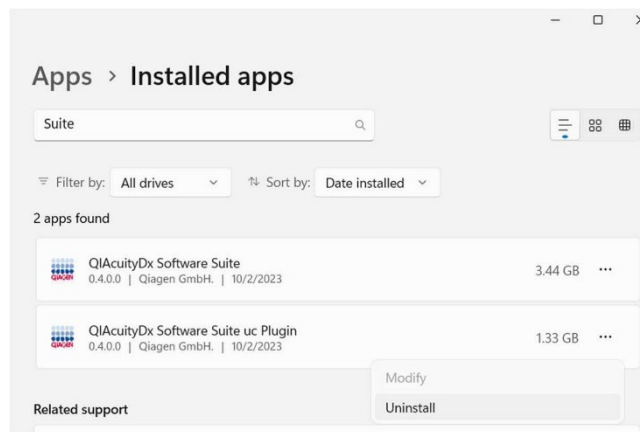 Apps > Installed apps
Suite
Filter by: All drives
Sort by: Date installed
2 apps found
QIAGEN
QIAcuityDx Software Suite
3.44 GB
0.4.0.0 | Qiagen GmbH. | 10/2/2023
QIAGEN
QIAcuityDx Software Suite uc Plugin
1.33 GB
0.4.0.0 | Qiagen GmbH. | 10/2/2023
Modify
Uninstall
Related support